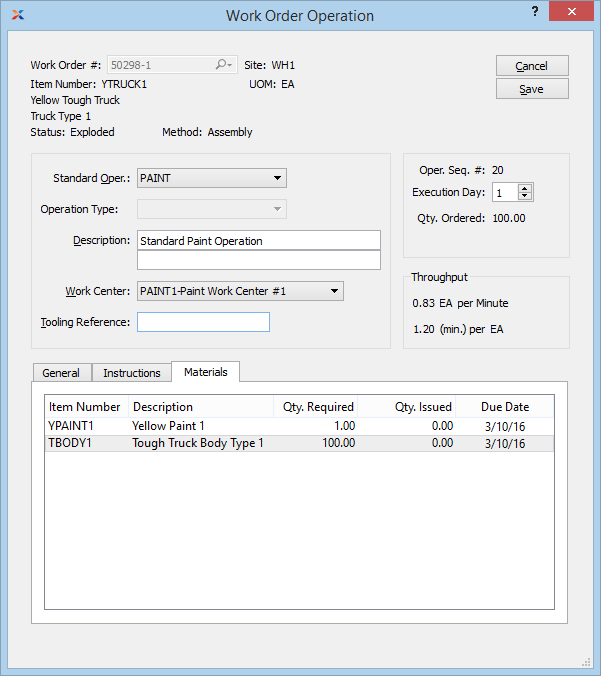 Work Order Operation
?
Work Order #: 50298-1 Site: WH1
Cancel
Item Number: YTRUCK1 UOM: EA
Save
Yellow Tough Truck
Truck Type 1
Status: Exploded Method: Assembly
Standard Oper.: PAINT
Oper. Seq. #: 20
Operation Type:
Execution Day: 1
Qty. Ordered: 100.00
Description: Standard Paint Operation
Work Center: PAINT1-Paint Work Center #1
Throughput
Tooling Reference:
0.83 EA per Minute
1.20 (min.) per EA
General Instructions Materials
Item Number Description Qty. Required Qty. Issued Due Date
YPAINT1 Yellow Paint 1 1.00 0.00 3/10/16
TBODY1 Tough Truck Body Type 1 100.00 0.00 3/10/16